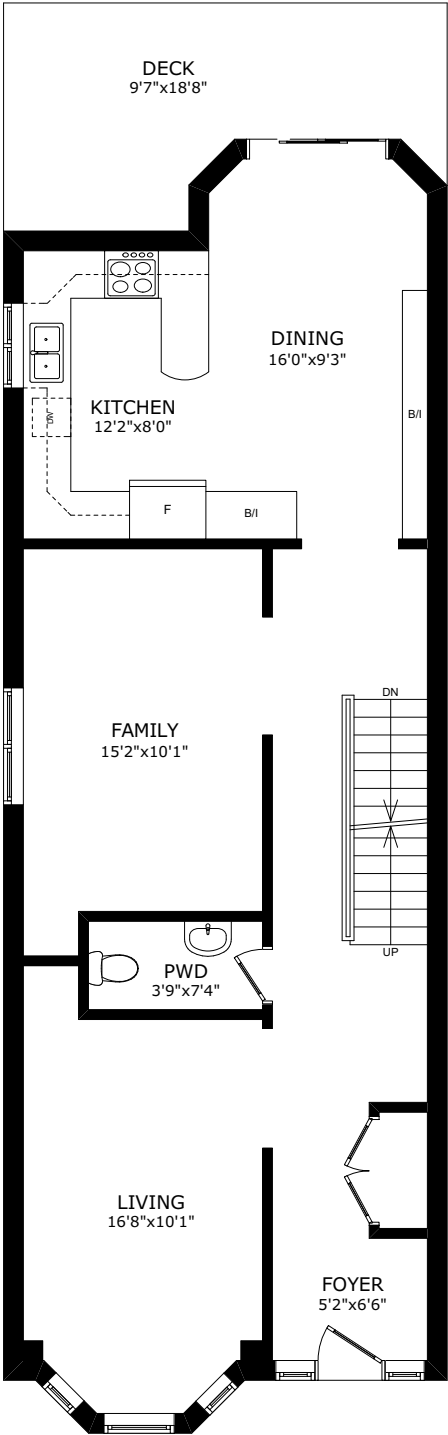 DECK
9'7"x18'8"
DINING
16'0"x9'3"
KITCHEN
12'2"x8'0"
B/I
DW
F
B/I
FAMILY
15'2"x10'1"
DN
UP
PWD
3'9"x7'4"
LIVING
16'8"x10'1"
FOYER
5'2"x6'6"